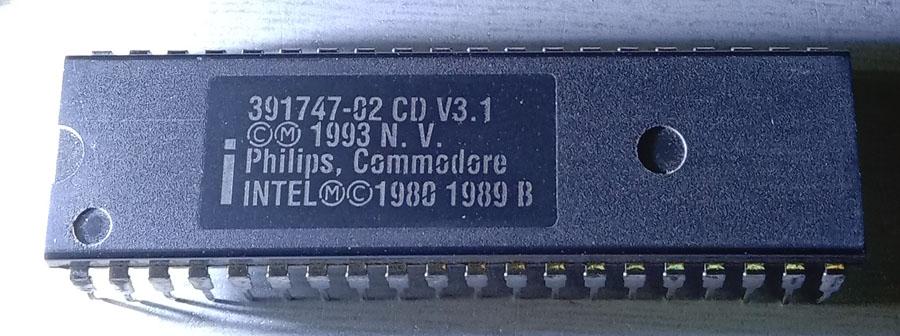 391747-02 CD V3.1
©Ⓜ 1993 N. V.
Philips, Commodore
i INTELⓂ©1980 1989 B